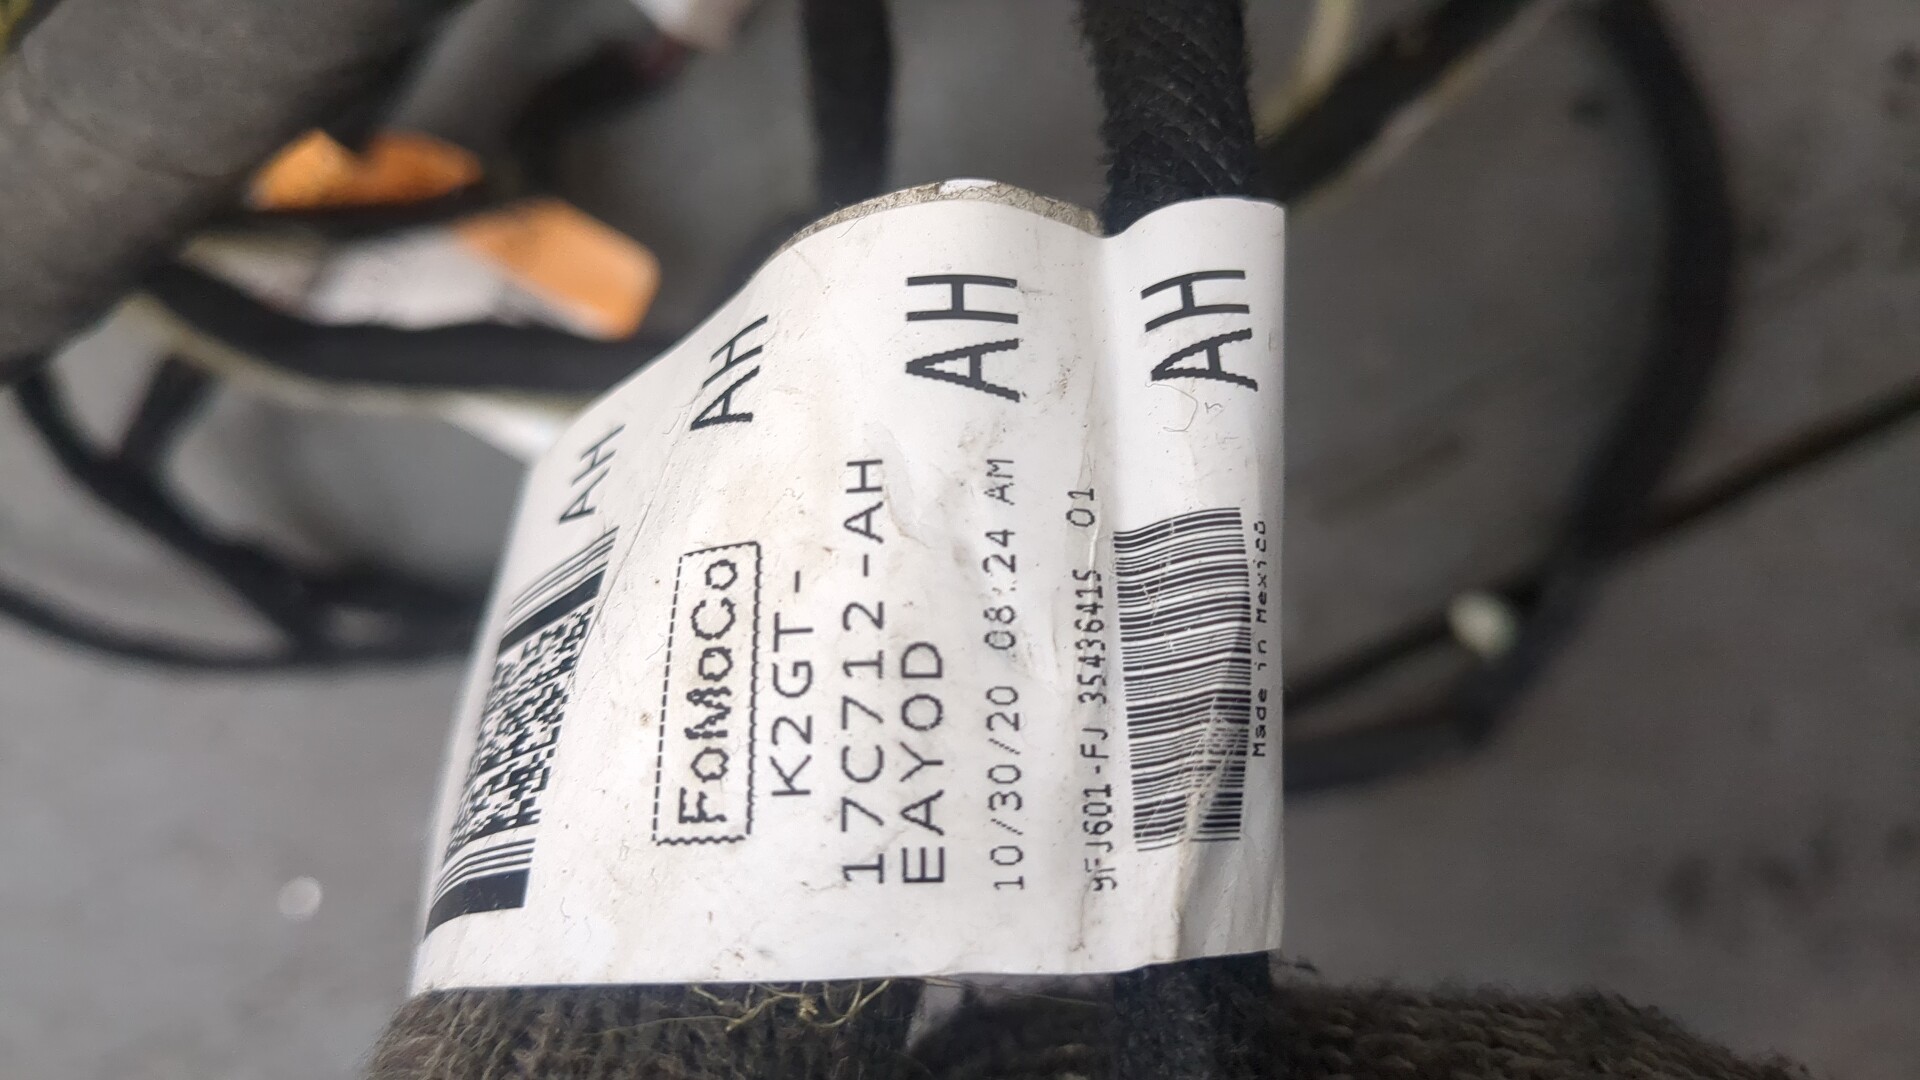 AH
AH
FoMoCo
K2GT-
17C712-AH
EAYOD
AH
10/30/20 08:24 AM
9FJ601-FJ 35436415 01
AH
Made in Mexico